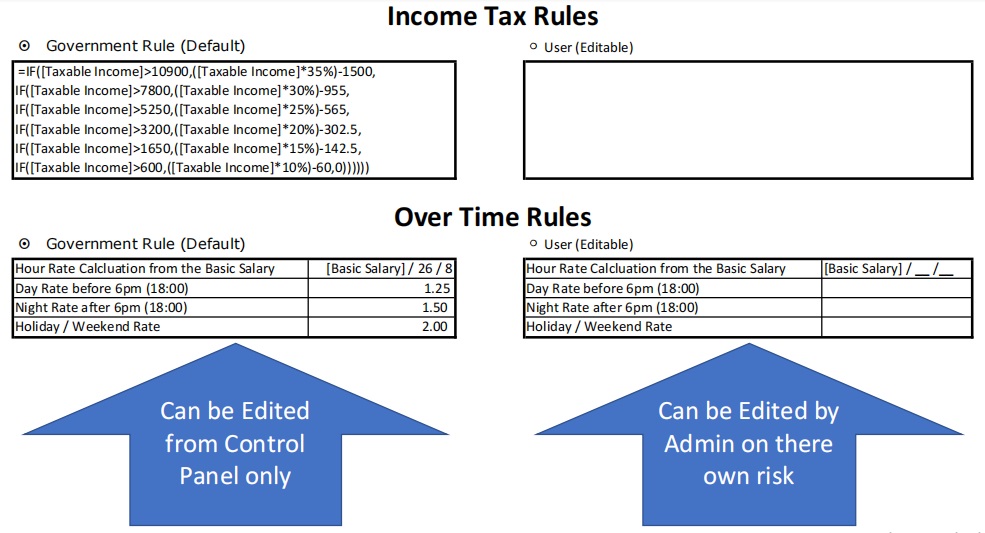 Income Tax Rules
Government Rule (Default)
User (Editable)
=IF([Taxable Income]>10900,([Taxable Income]*35%)-1500,
IF([Taxable Income]>7800,([Taxable Income]*30%)-955,
IF([Taxable Income]>5250,([Taxable Income]*25%)-565,
IF([Taxable Income]>3200,([Taxable Income]*20%)-302.5,
IF([Taxable Income]>1650,([Taxable Income]*15%)-142.5,
IF([Taxable Income]>600,([Taxable Income]*10%)-60,0))))))
Over Time Rules
Government Rule (Default)
Hour Rate Calcluation from the Basic Salary [Basic Salary] / 26 / 8
Day Rate before 6pm (18:00) 1.25
Night Rate after 6pm (18:00) 1.50
Holiday / Weekend Rate 2.00
User (Editable)
Hour Rate Calcluation from the Basic Salary [Basic Salary] / __ /__
Day Rate before 6pm (18:00)
Night Rate after 6pm (18:00)
Holiday / Weekend Rate
Can be Edited
from Control
Panel only
Can be Edited by
Admin on there
own risk